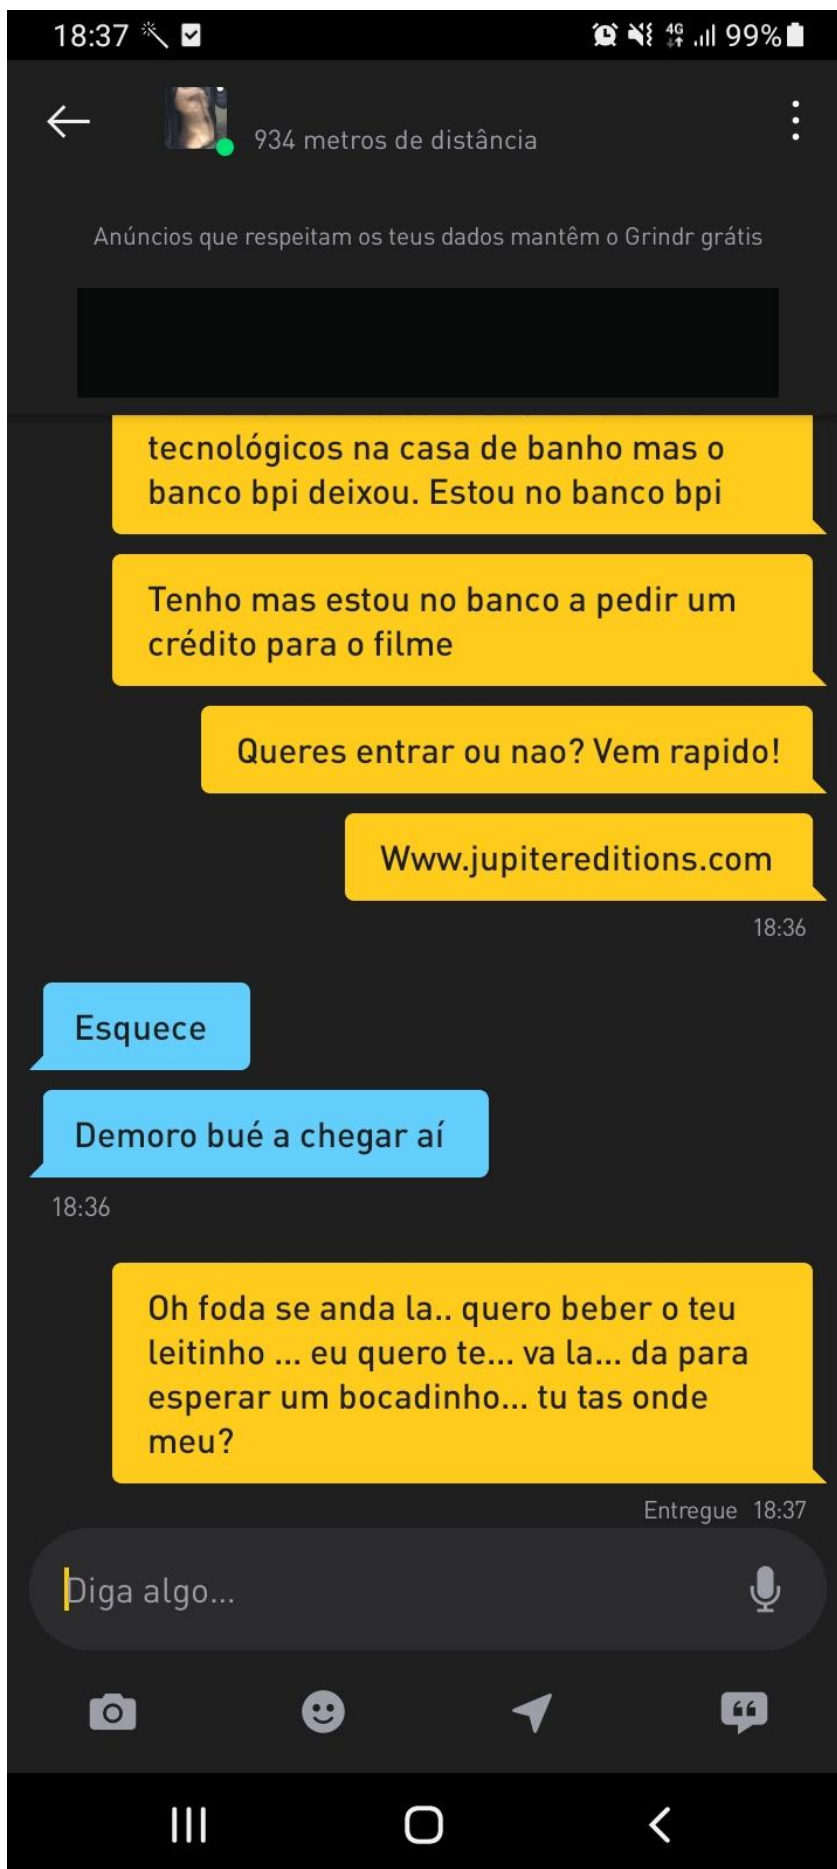 18:37
4G
99%
934 metros de distância
Anúncios que respeitam os teus dados mantêm o Grindr grátis
tecnológicos na casa de banho mas o
banco bpi deixou. Estou no banco bpi
Tenho mas estou no banco a pedir um
crédito para o filme
Queres entrar ou nao? Vem rapido!
Www.jupitereditions.com
18:36
Esquece
Demoro bué a chegar aí
18:36
Oh foda se anda la.. quero beber o teu
leitinho ... eu quero te... va la... da para
esperar um bocadinho... tu tas onde
meu?
Entregue 18:37
Diga algo...